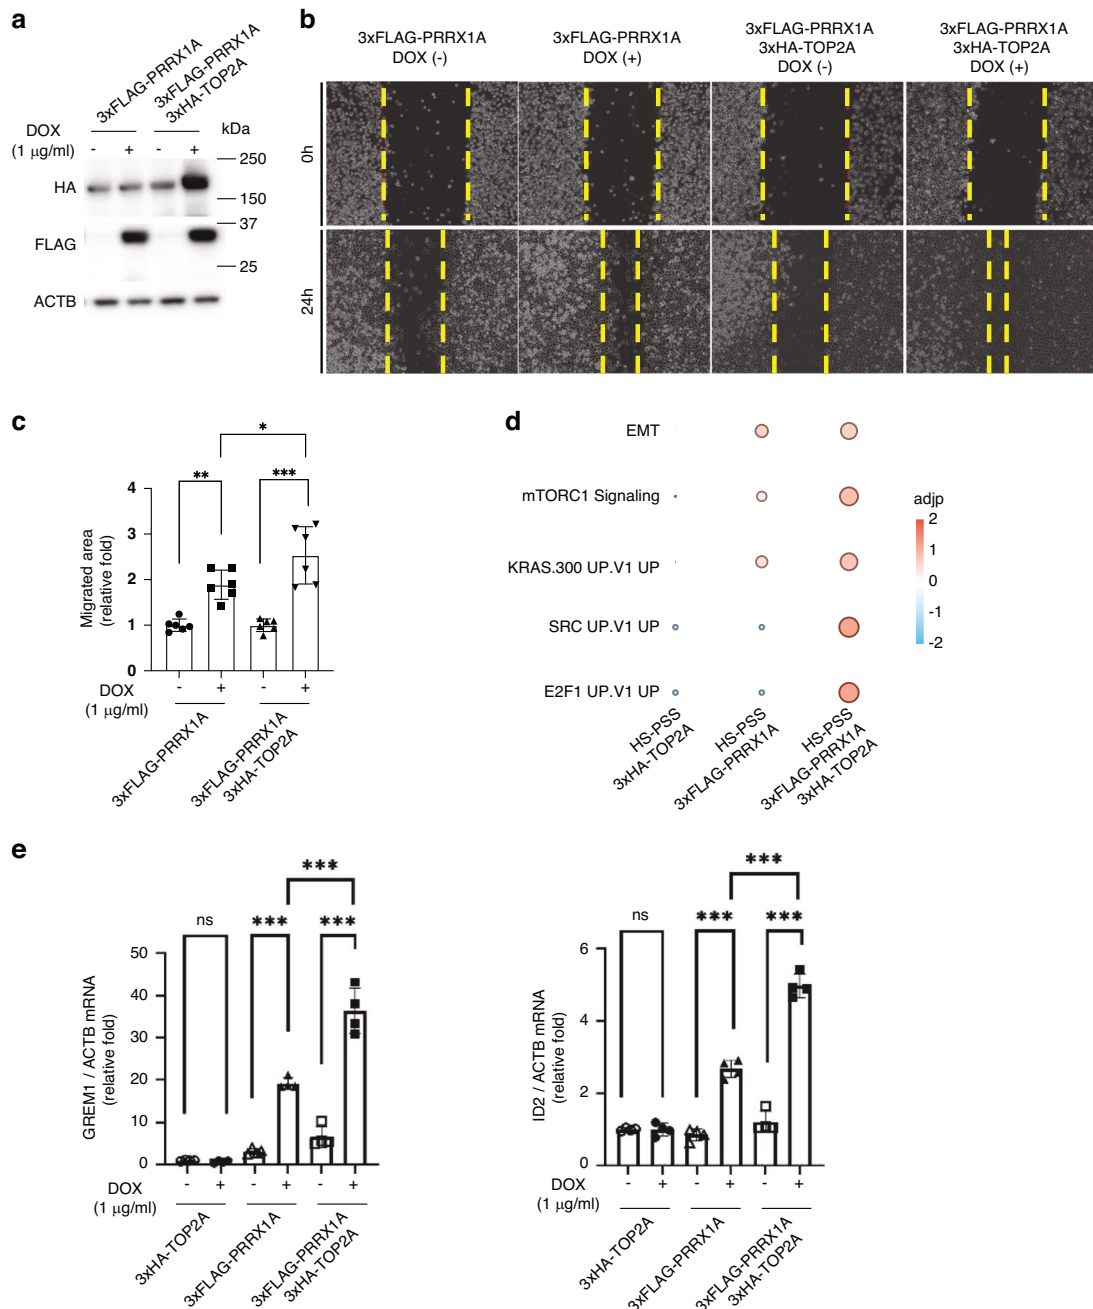 a
3xFLAG-PRRX1A
3xFLAG-PRRX1A
3xHA-TOP2A
DOX
(1 μg/ml)
- + - +
kDa
HA
250
150
FLAG
37
25
ACTB
b
3xFLAG-PRRX1A
DOX (-)
3xFLAG-PRRX1A
DOX (+)
3xFLAG-PRRX1A
3xHA-TOP2A
DOX (-)
3xFLAG-PRRX1A
3xHA-TOP2A
DOX (+)
0h
24h
c
*
**
***
Migrated area
(relative fold)
4
3
2
1
0
DOX
(1 μg/ml)
- + - +
3xFLAG-PRRX1A
3xFLAG-PRRX1A
3xHA-TOP2A
d
EMT
mTORC1 Signaling
KRAS.300 UP.V1 UP
SRC UP.V1 UP
E2F1 UP.V1 UP
HS-PSS
3xHA-TOP2A
HS-PSS
3xFLAG-PRRX1A
HS-PSS
3xFLAG-PRRX1A
3xHA-TOP2A
adjp
2
1
0
-1
-2
e
***
ns
***
***
GREM1 / ACTB mRNA
(relative fold)
50
40
30
20
10
0
DOX
(1 μg/ml)
- + - + - +
3xHA-TOP2A
3xFLAG-PRRX1A
3xFLAG-PRRX1A
3xHA-TOP2A
***
ns
***
***
ID2 / ACTB mRNA
(relative fold)
6
4
2
0
DOX
(1 μg/ml)
- + - + - +
3xHA-TOP2A
3xFLAG-PRRX1A
3xFLAG-PRRX1A
3xHA-TOP2A